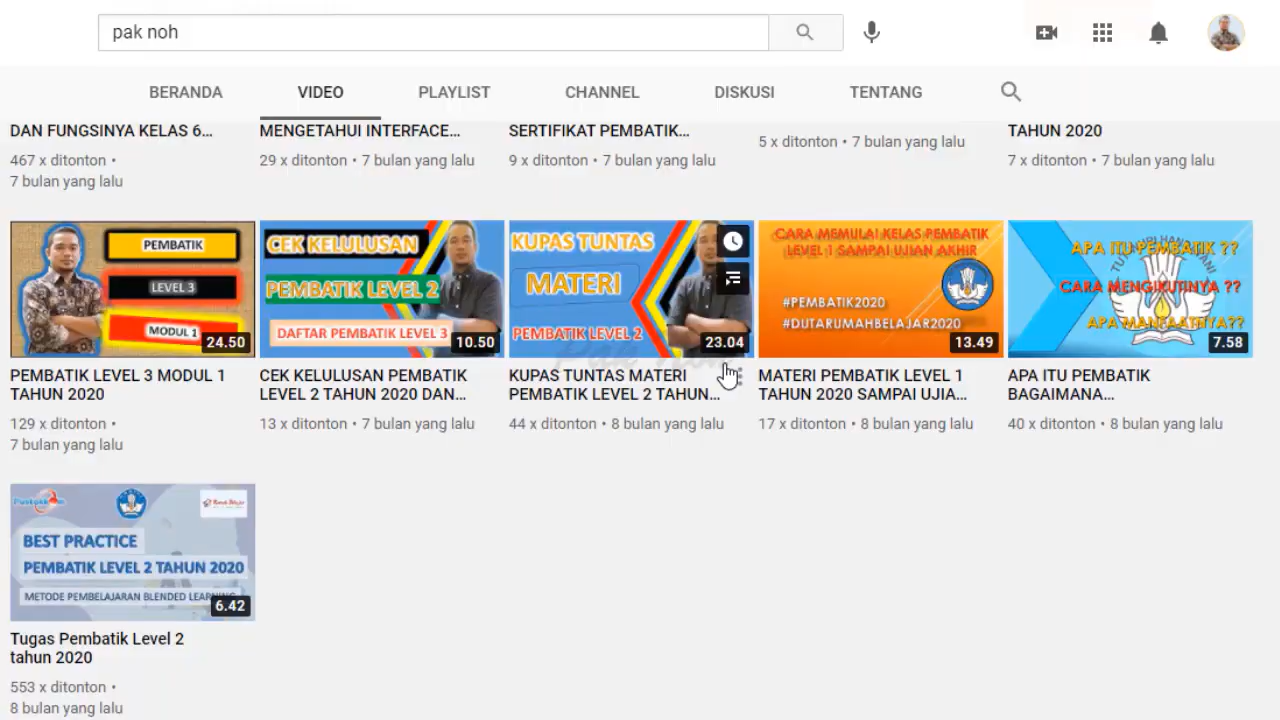 pak noh
BERANDA VIDEO PLAYLIST CHANNEL DISKUSI TENTANG
DAN FUNGSINYA KELAS 6...
467 x ditonton •
7 bulan yang lalu
MENGETAHUI INTERFACE...
29 x ditonton • 7 bulan yang lalu
SERTIFIKAT PEMBATIK...
9 x ditonton • 7 bulan yang lalu
5 x ditonton • 7 bulan yang lalu
TAHUN 2020
7 x ditonton • 7 bulan yang lalu
PEMBATIK
LEVEL 3
MODUL 1
24.50
PEMBATIK LEVEL 3 MODUL 1
TAHUN 2020
129 x ditonton •
7 bulan yang lalu
CEK KELULUSAN
PEMBATIK LEVEL 2
DAFTAR PEMBATIK LEVEL 3
10.50
CEK KELULUSAN PEMBATIK
LEVEL 2 TAHUN 2020 DAN...
13 x ditonton • 7 bulan yang lalu
KUPAS TUNTAS
MATERI
PEMBATIK LEVEL 2
23.04
Pak Noh
KUPAS TUNTAS MATERI
PEMBATIK LEVEL 2 TAHUN...
44 x ditonton • 8 bulan yang lalu
CARA MEMULAI KELAS PEMBATIK
LEVEL 1 SAMPAI UJIAN AKHIR
#PEMBATIK2020
#DUTARUMAHBELAJAR2020
13.49
MATERI PEMBATIK LEVEL 1
TAHUN 2020 SAMPAI UJIA...
17 x ditonton • 8 bulan yang lalu
APA ITU PEMBATIK ??
CARA MENGIKUTINYA ??
APA MANFAATNYA??
7.58
APA ITU PEMBATIK
BAGAIMANA...
40 x ditonton • 8 bulan yang lalu
BEST PRACTICE
PEMBATIK LEVEL 2 TAHUN 2020
METODE PEMBELAJARAN BLENDED LEARNING
6.42
Tugas Pembatik Level 2
tahun 2020
553 x ditonton •
8 bulan yang lalu